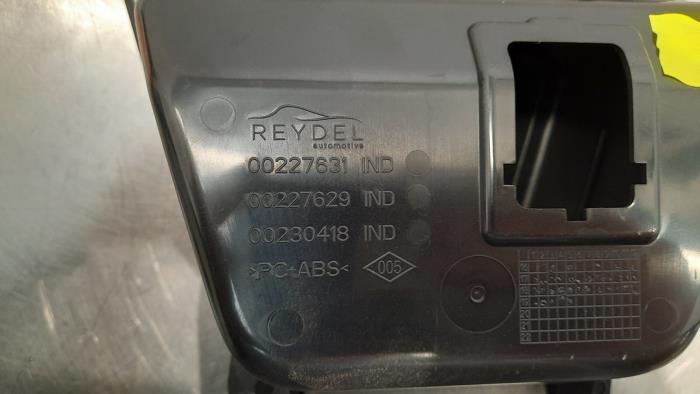 REYDEL
automotive
00227631 IND
00227629 IND
00230418 IND
>PC+ABS<
005